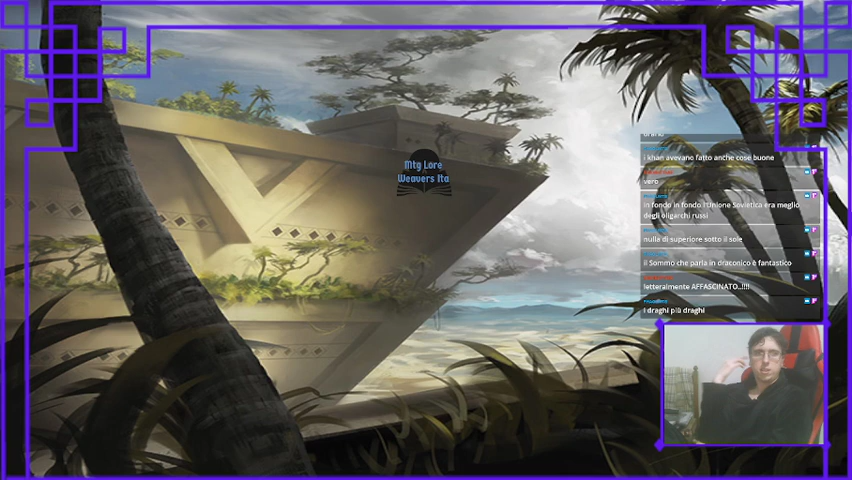 Mtg Lore
Weavers Ita
i khan avevano fatto anche cose buone
vero
in fondo in fondo l'Unione Sovietica era meglio
degli oligarchi russi
nulla di superiore sotto il sole
il Sommo che parla in draconico è fantastico
letteralmente AFFASCINATO..!!!!
I draghi più draghi